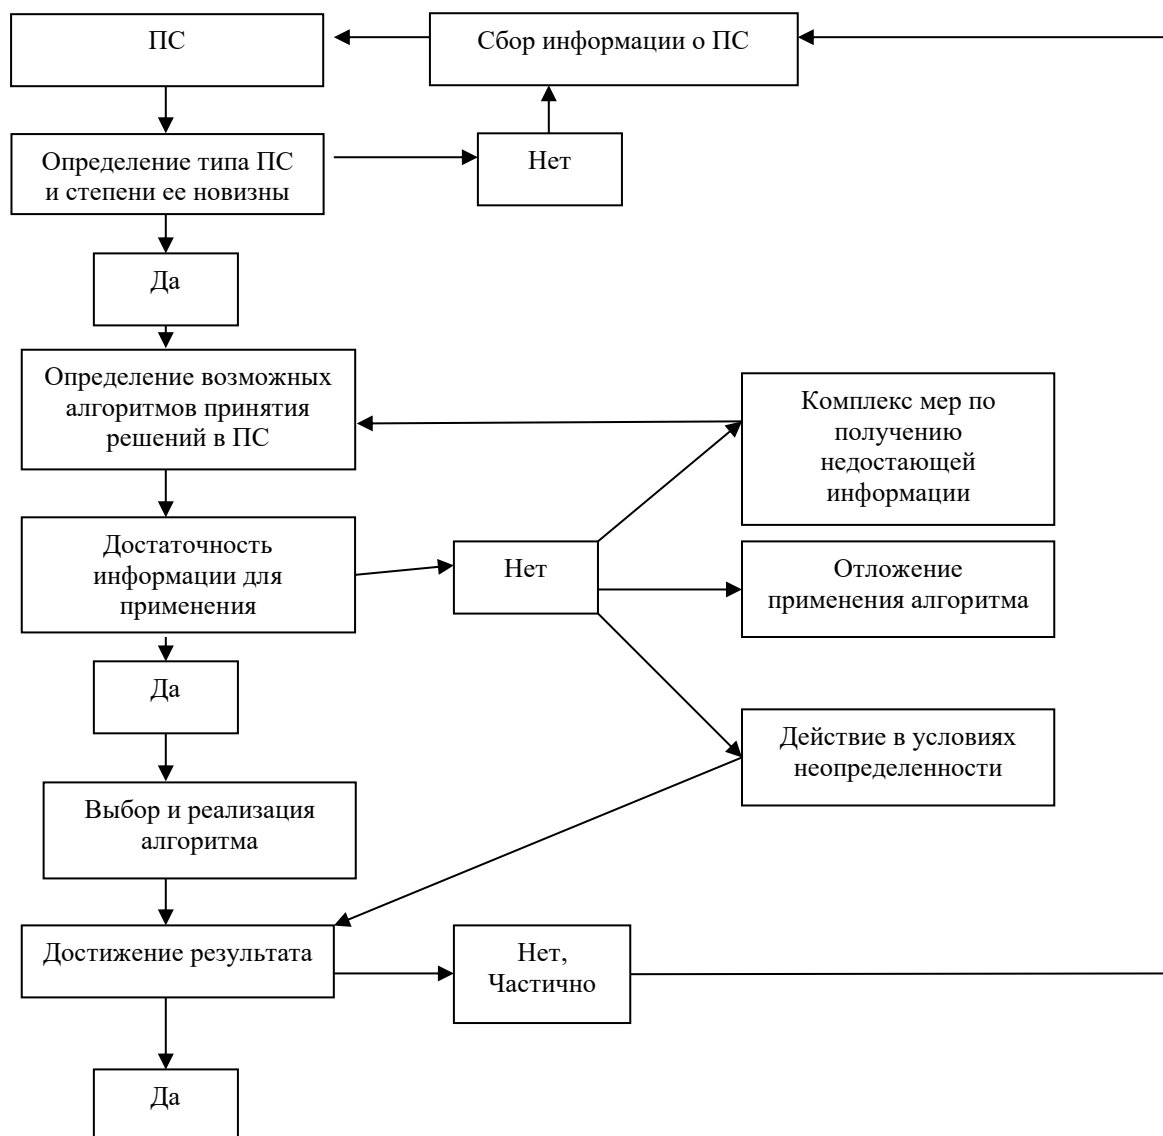 ПС
Сбор информации о ПС
Определение типа ПС
и степени ее новизны
Нет
Да
Определение возможных
алгоритмов принятия
решений в ПС
Комплекс мер по
получению
недостающей
информации
Достаточность
информации для
применения
Нет
Отложение
применения алгоритма
Да
Действие в условиях
неопределенности
Выбор и реализация
алгоритма
Достижение результата
Нет,
Частично
Да